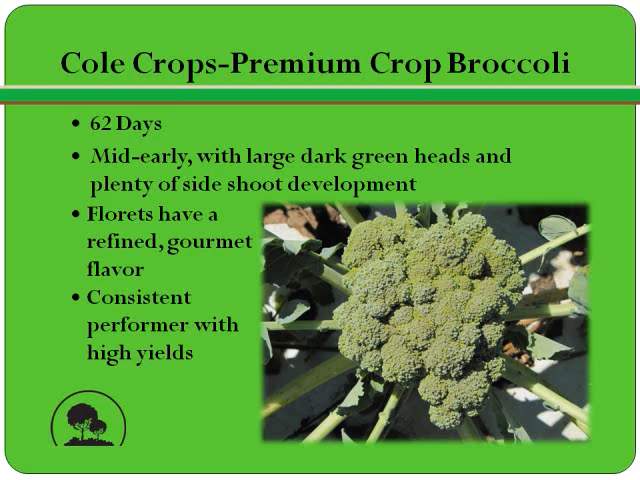 Cole Crops-Premium Crop Broccoli
• 62 Days
• Mid-early, with large dark green heads and
plenty of side shoot development
• Florets have a
refined, gourmet
flavor
• Consistent
performer with
high yields